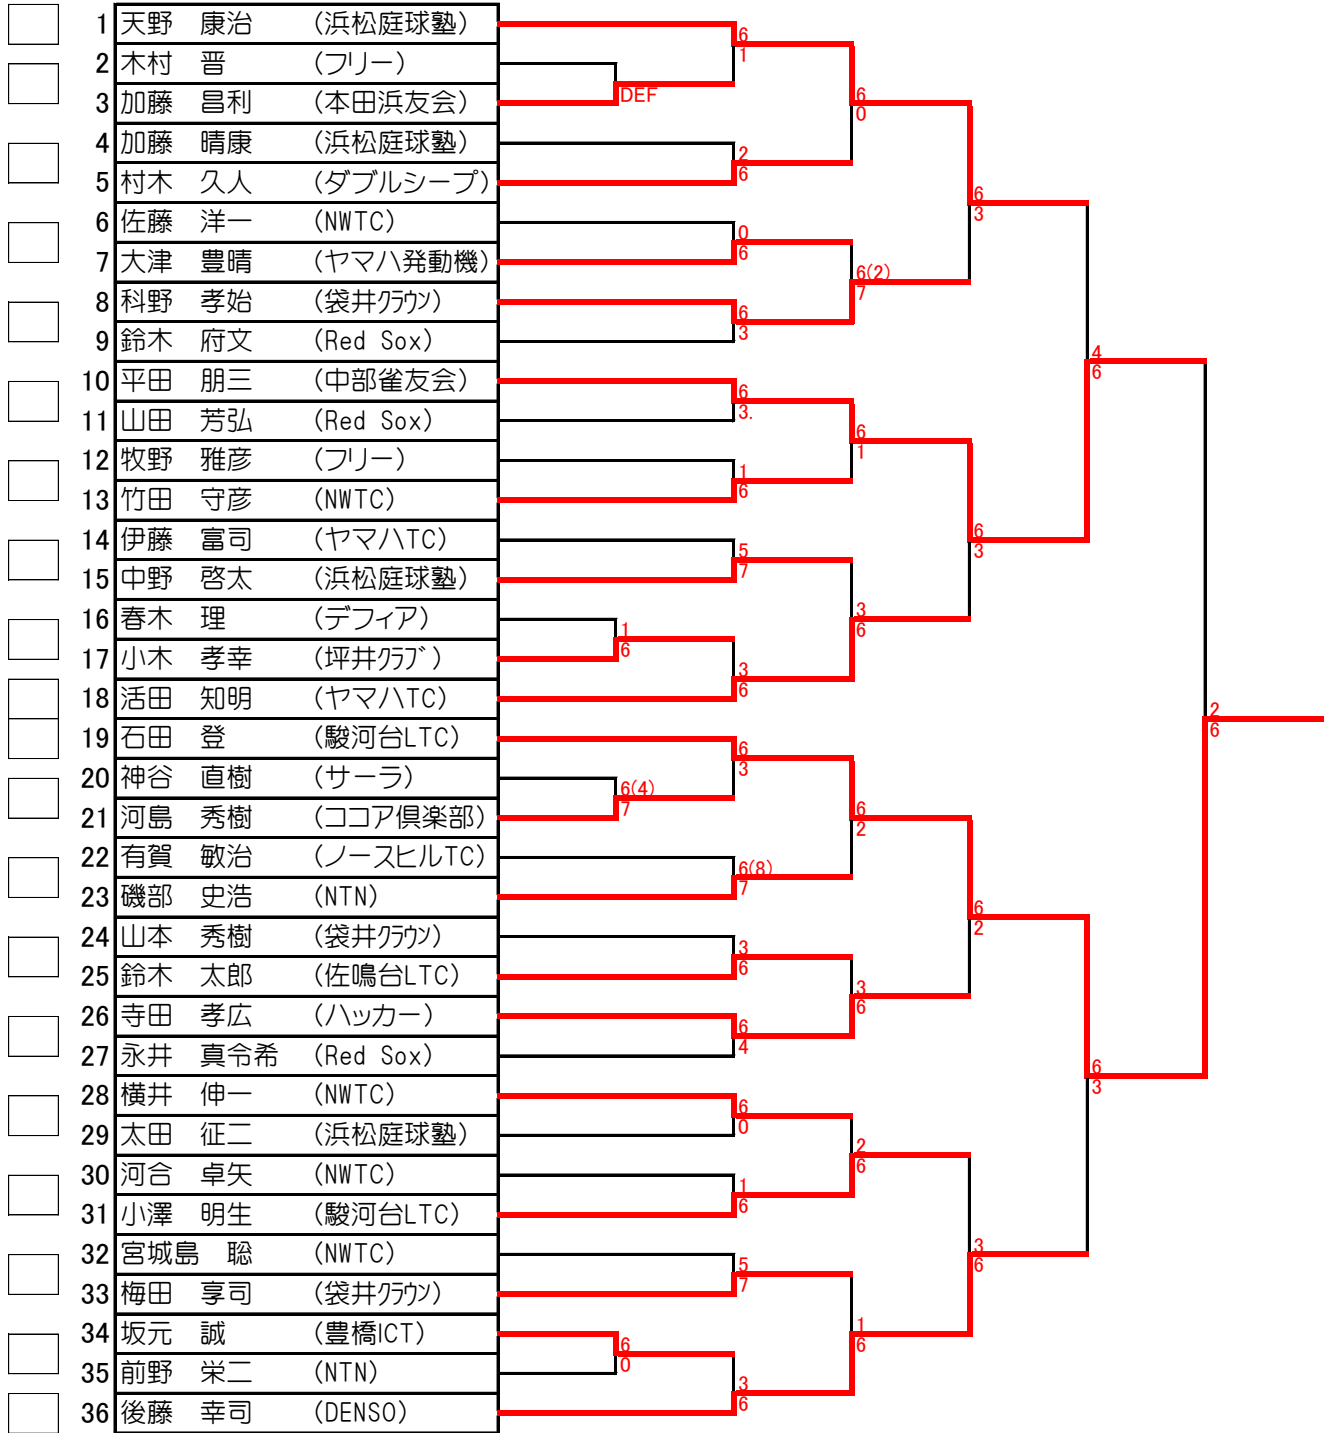 1 天野 康治 (浜松庭球塾)
2 木村 晋 (フリー)
3 加藤 昌利 (本田浜友会)
4 加藤 晴康 (浜松庭球塾)
5 村木 久人 (ダブルシープ)
6 佐藤 洋一 (NWTC)
7 大津 豊晴 (ヤマハ発動機)
8 科野 孝始 (袋井クラウン)
9 鈴木 府文 (Red Sox)
10 平田 朋三 (中部雀友会)
11 山田 芳弘 (Red Sox)
12 牧野 雅彦 (フリー)
13 竹田 守彦 (NWTC)
14 伊藤 富司 (ヤマハTC)
15 中野 啓太 (浜松庭球塾)
16 春木 理 (デフィア)
17 小木 孝幸 (坪井クラブ)
18 活田 知明 (ヤマハTC)
19 石田 登 (駿河台LTC)
20 神谷 直樹 (サーラ)
21 河島 秀樹 (ココア倶楽部)
22 有賀 敏治 (ノースヒルTC)
23 磯部 史浩 (NTN)
24 山本 秀樹 (袋井クラウン)
25 鈴木 太郎 (佐鳴台LTC)
26 寺田 孝広 (ハッカー)
27 永井 真令希 (Red Sox)
28 横井 伸一 (NWTC)
29 太田 征二 (浜松庭球塾)
30 河合 卓矢 (NWTC)
31 小澤 明生 (駿河台LTC)
32 宮城島 聡 (NWTC)
33 梅田 享司 (袋井クラウン)
34 坂元 誠 (豊橋ICT)
35 前野 栄二 (NTN)
36 後藤 幸司 (DENSO)
DEF
1
6
6(4)
7
6
0
6
1
2
6
0
6
6
3
6
3.
1
6
5
7
3
6
6
3
6(8)
7
3
6
6
4
6
0
1
6
5
7
3
6
6
0
6(2)
7
6
1
3
6
6
2
3
6
2
6
1
6
6
3
6
3
6
2
3
6
4
6
6
3
2
6